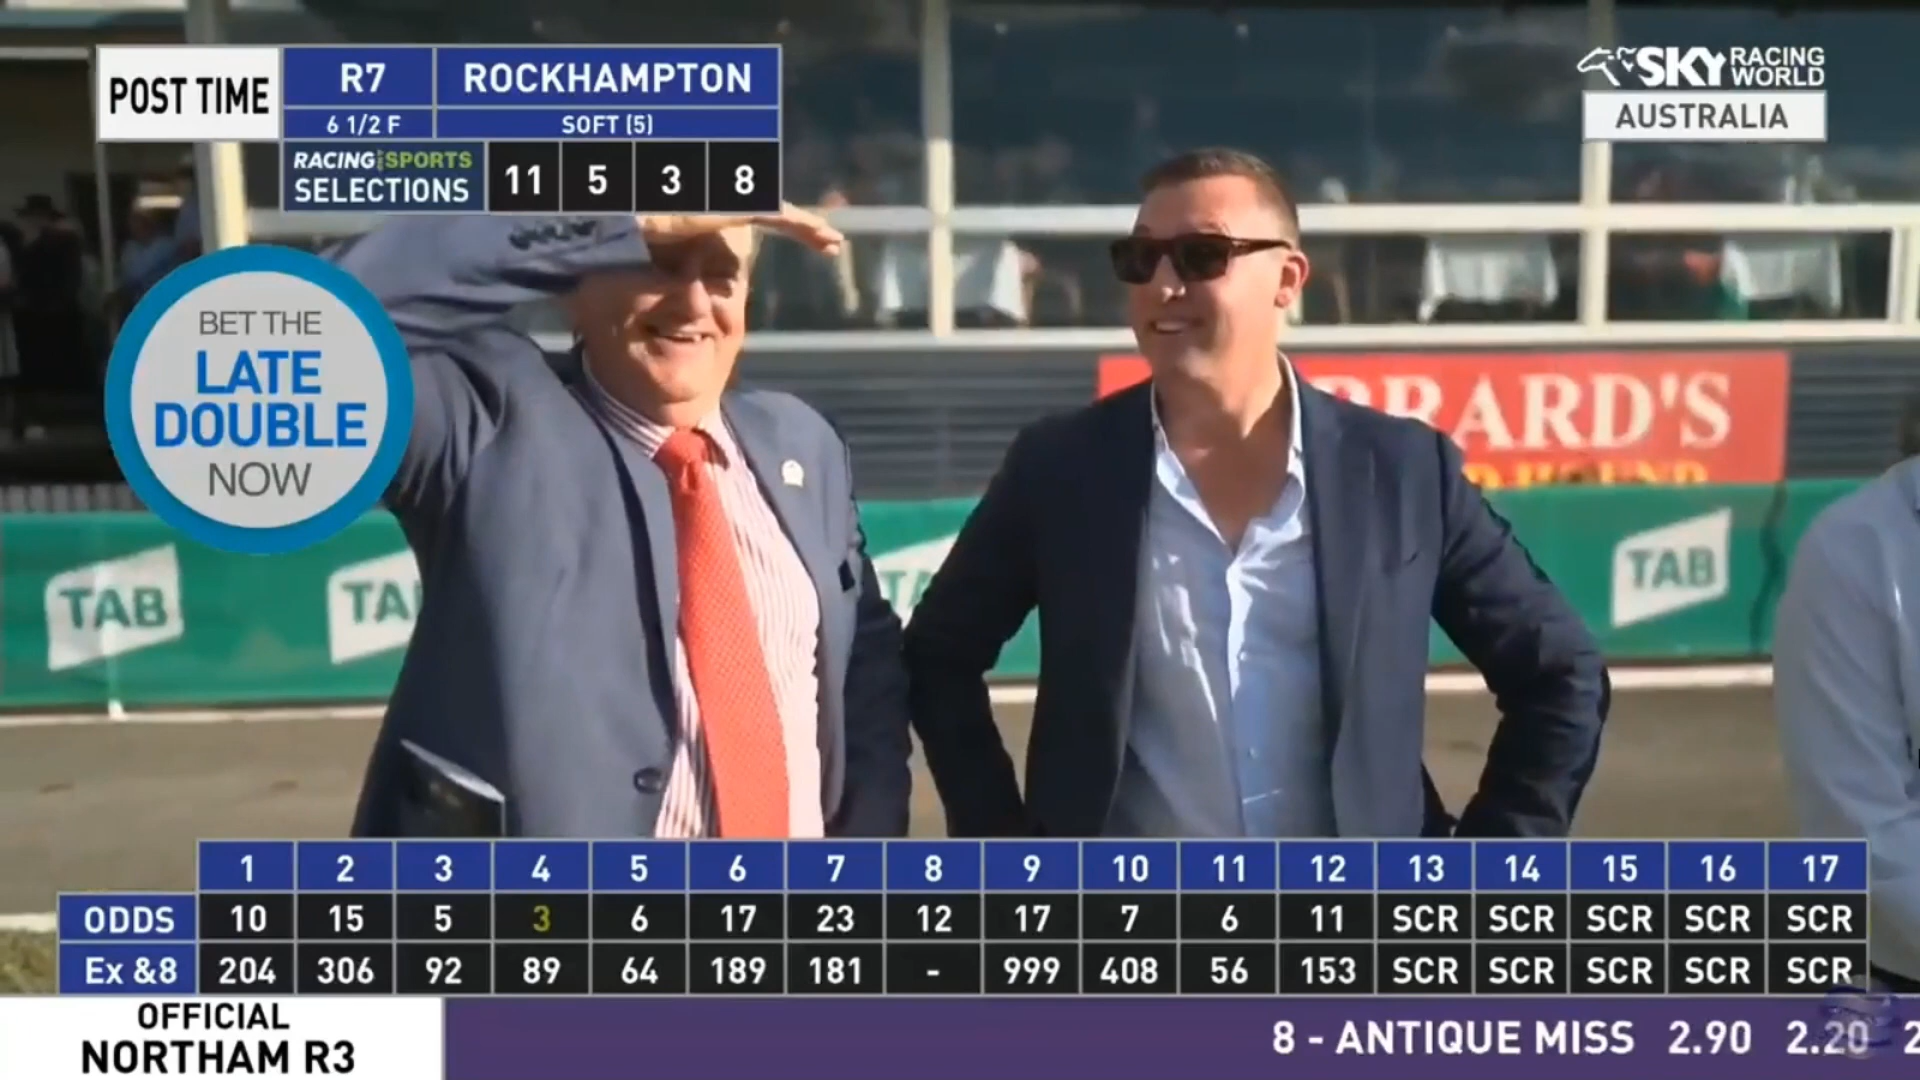 POST TIME
R7
ROCKHAMPTON
6 1/2 F
SOFT (5)
RACING AND SPORTS
SELECTIONS
11 5 3 8
SKY RACING WORLD
AUSTRALIA
BET THE
LATE
DOUBLE
NOW
TAB
TAB
1 2 3 4 5 6 7 8 9 10 11 12 13 14 15 16 17
ODDS 10 15 5 3 6 17 23 12 17 7 6 11 SCR SCR SCR SCR SCR
Ex &8 204 306 92 89 64 189 181 - 999 408 56 153 SCR SCR SCR SCR SCR
OFFICIAL
NORTHAM R3
8 - ANTIQUE MISS 2.90 2.20